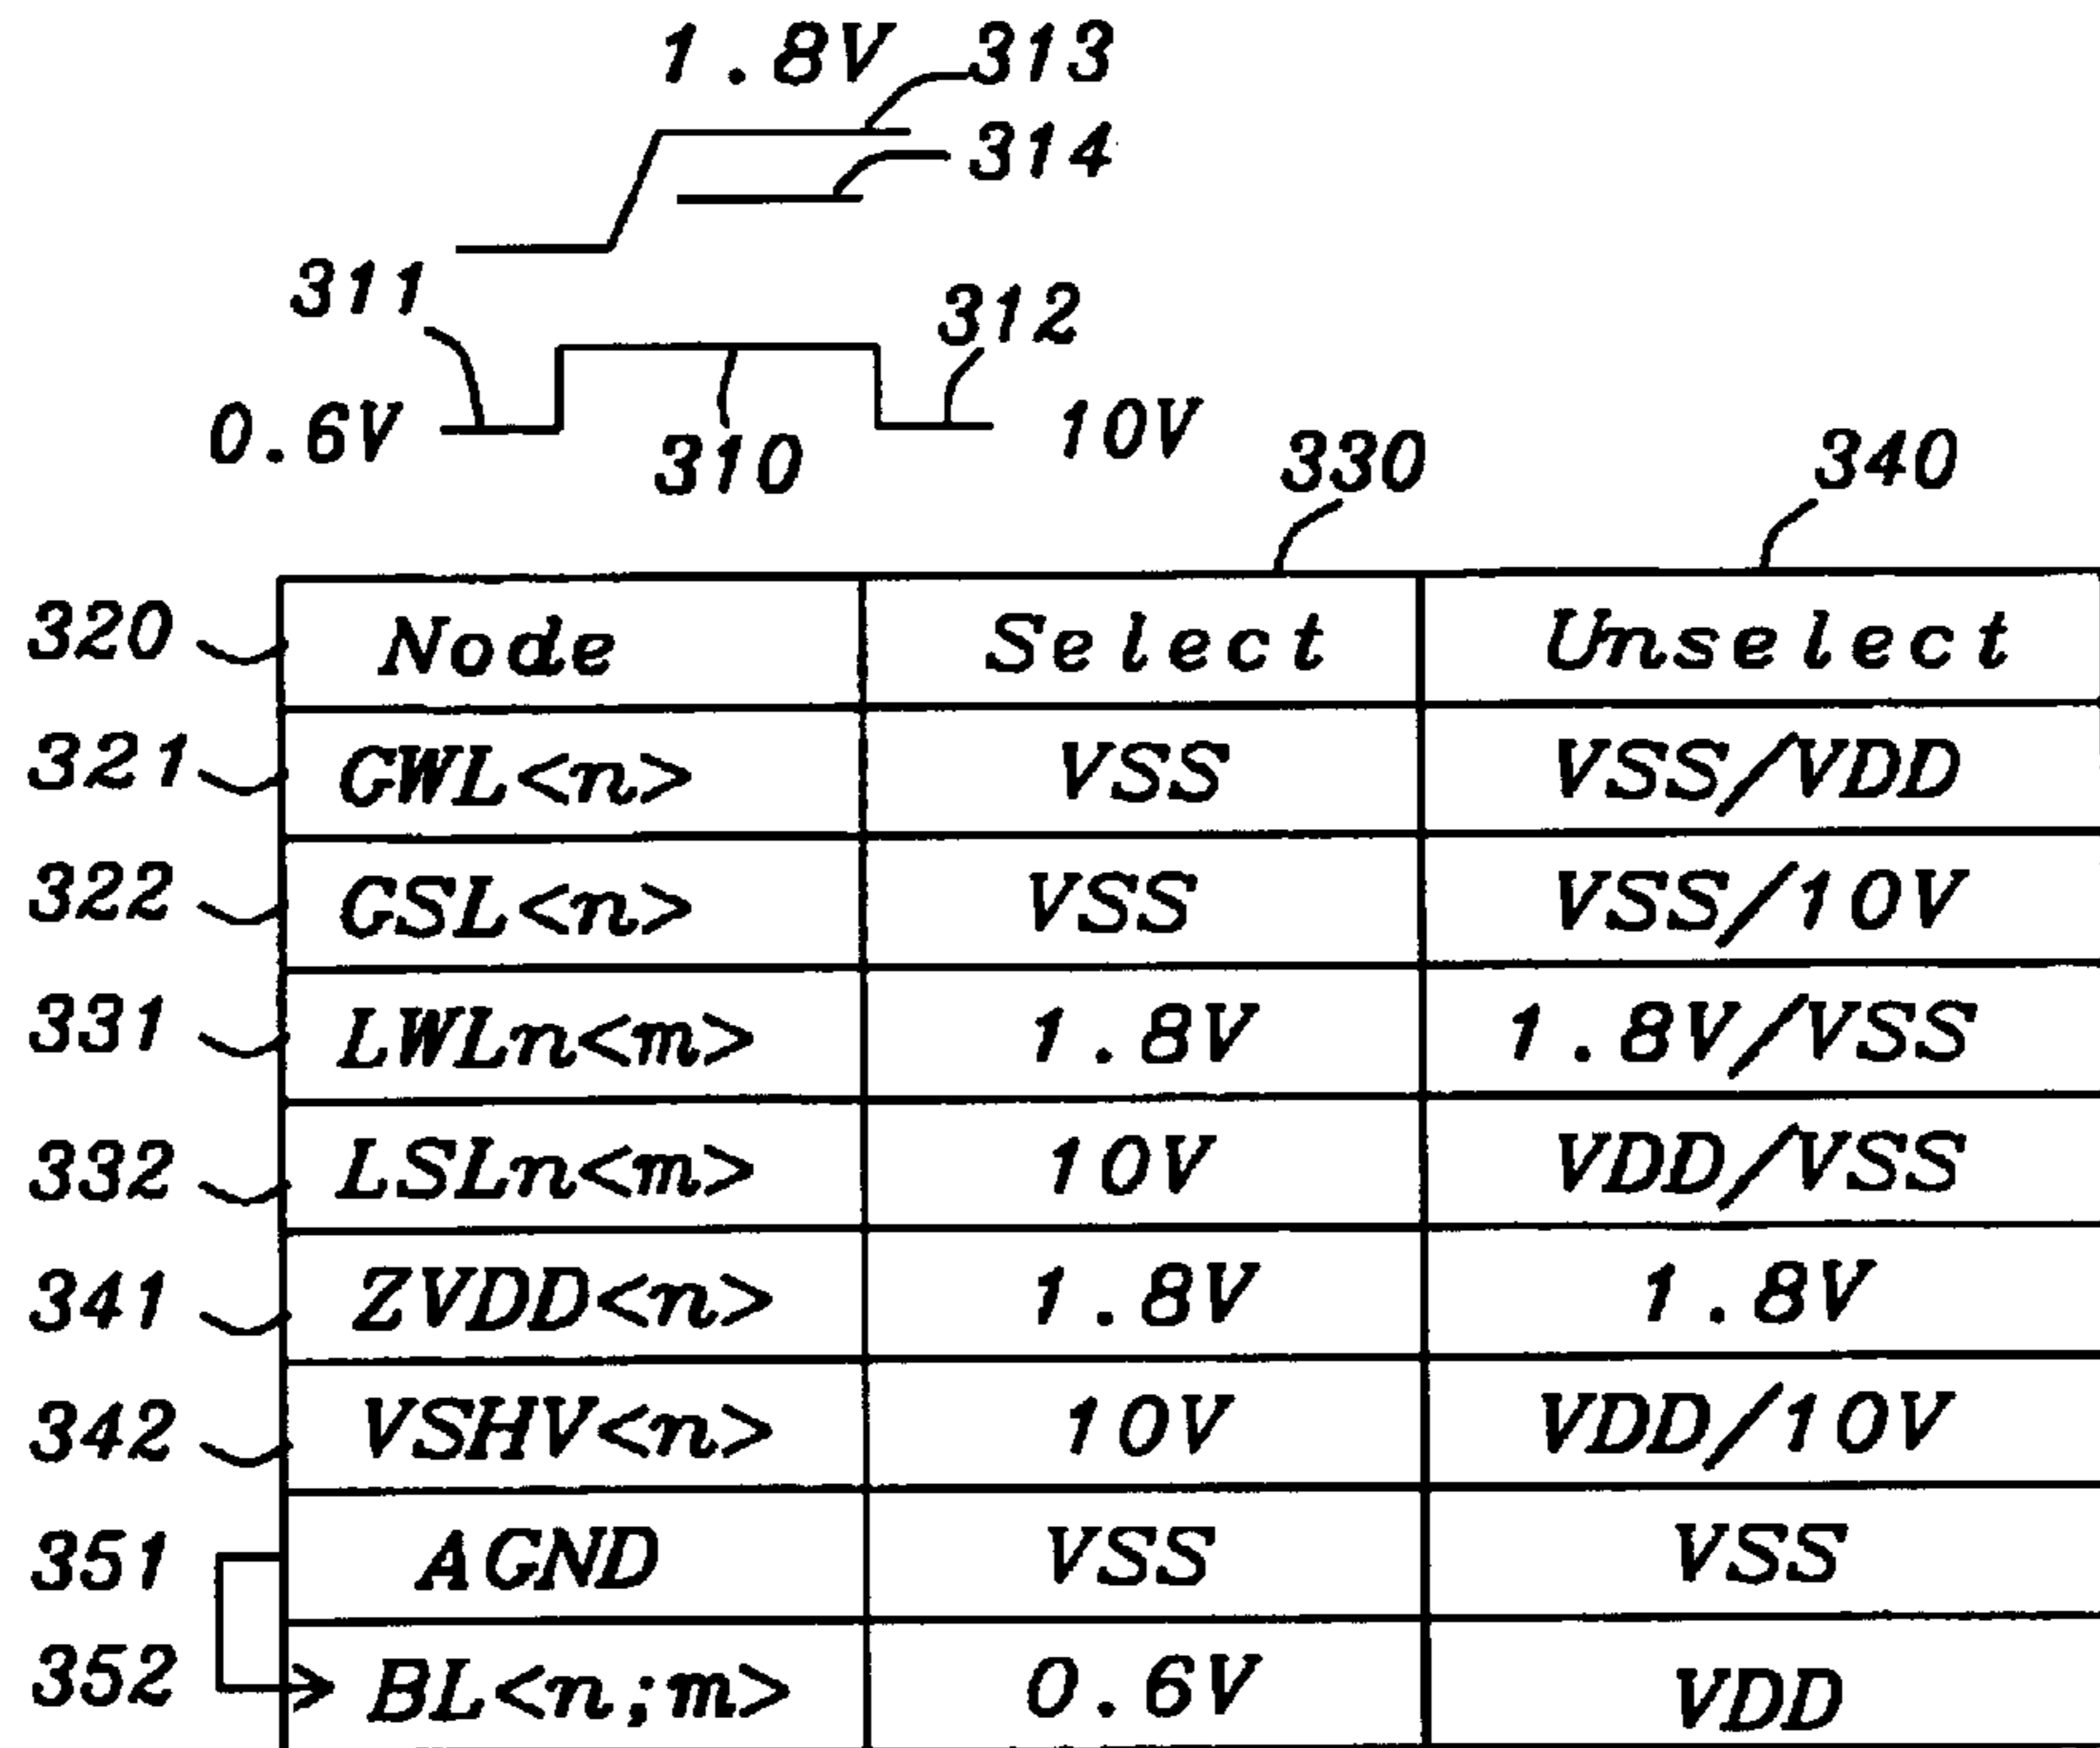 1.8V 313
314
311
312
0.6V 310 10V
330 340
320 Node Select Unselect
321 GWL<n> VSS VSS/VDD
322 GSL<n> VSS VSS/10V
331 LWLn<m> 1.8V 1.8V/VSS
332 LSLn<m> 10V VDD/VSS
341 ZVDD<n> 1.8V 1.8V
342 VSHV<n> 10V VDD/10V
351 AGND VSS VSS
352 BL<n;m> 0.6V VDD